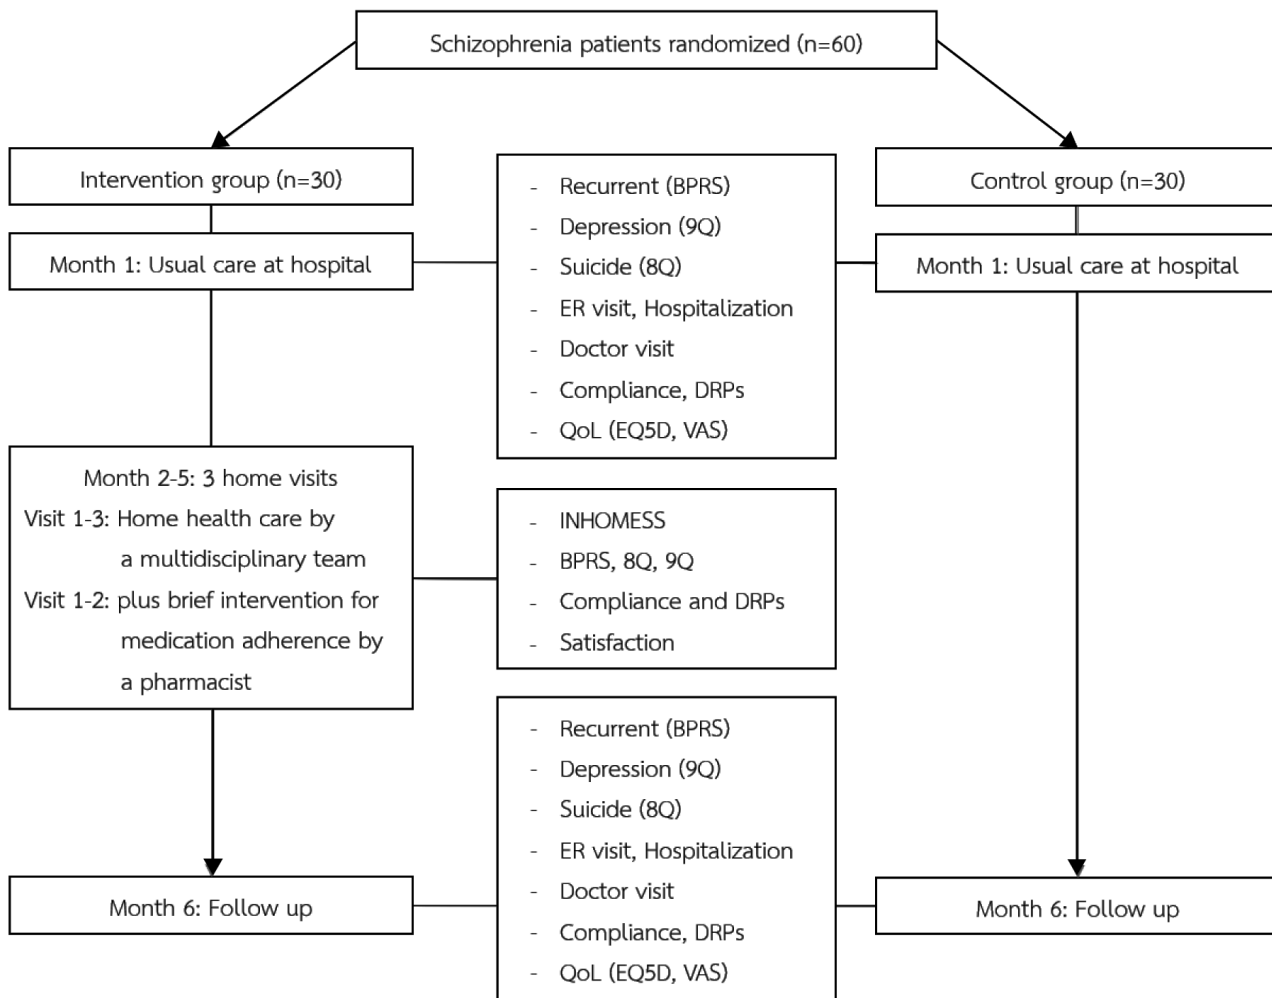 Schizophrenia patients randomized (n=60)
Intervention group (n=30)
Control group (n=30)
Month 1: Usual care at hospital
- Recurrent (BPRS)
- Depression (9Q)
- Suicide (8Q)
- ER visit, Hospitalization
- Doctor visit
- Compliance, DRPs
- QoL (EQ5D, VAS)
Month 1: Usual care at hospital
Month 2-5: 3 home visits
Visit 1-3: Home health care by
a multidisciplinary team
Visit 1-2: plus brief intervention for
medication adherence by
a pharmacist
- INHOMESS
- BPRS, 8Q, 9Q
- Compliance and DRPs
- Satisfaction
Month 6: Follow up
- Recurrent (BPRS)
- Depression (9Q)
- Suicide (8Q)
- ER visit, Hospitalization
- Doctor visit
- Compliance, DRPs
- QoL (EQ5D, VAS)
Month 6: Follow up